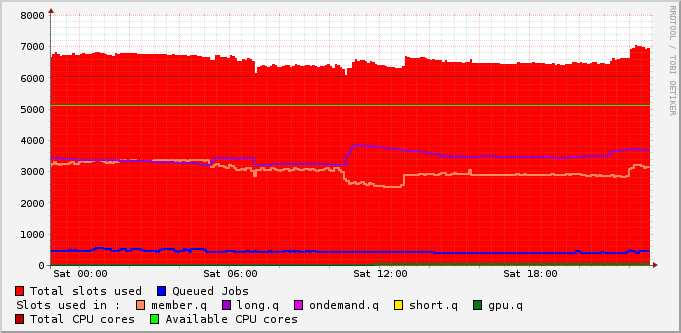 RRDTOOL / TOBI OETIKER
8000
7000
6000
5000
4000
3000
2000
1000
0
Sat 00:00 Sat 06:00 Sat 12:00 Sat 18:00
Total slots used Queued Jobs
Slots used in : member.q long.q ondemand.q short.q gpu.q
Total CPU cores Available CPU cores